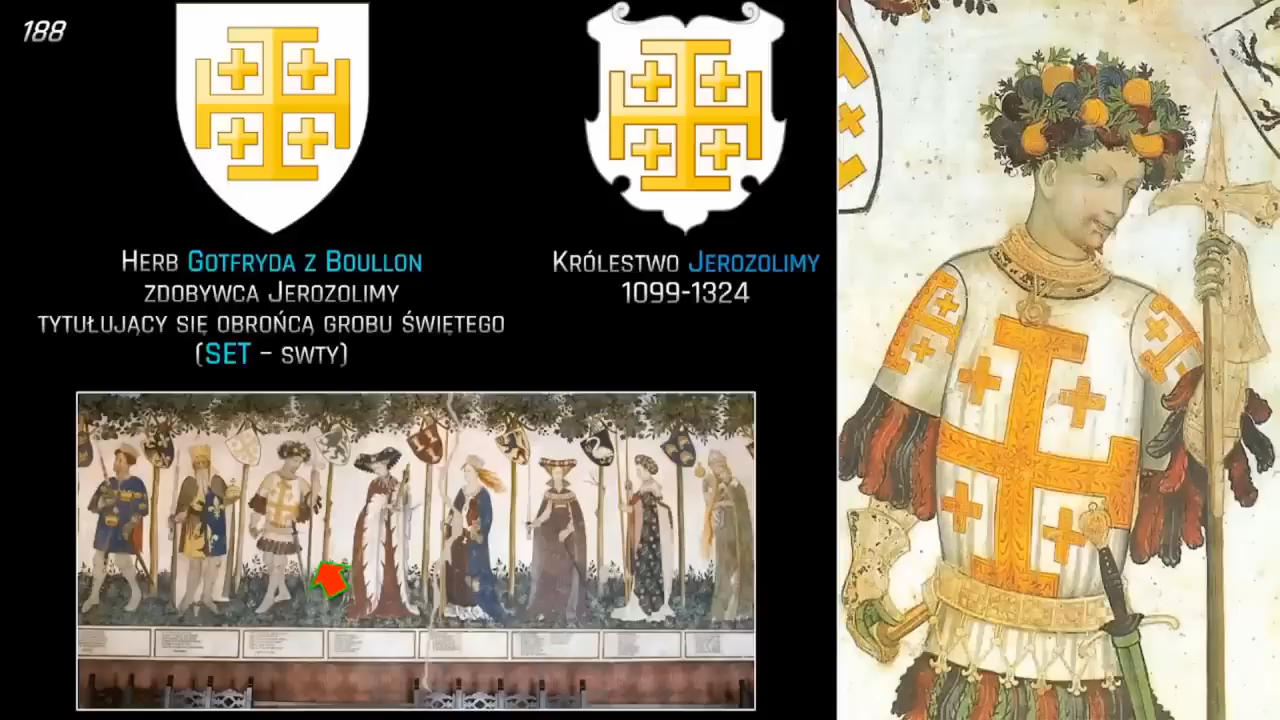 188
HERB GOTFRYDA Z BOULLON
ZDOBYWCA JEROZOLIMY
TYTUŁUJĄCY SIĘ OBROŃCĄ GROBU ŚWIĘTEGO
(SET – SWTY)
KRÓLESTWO JEROZOLIMY
1099-1324